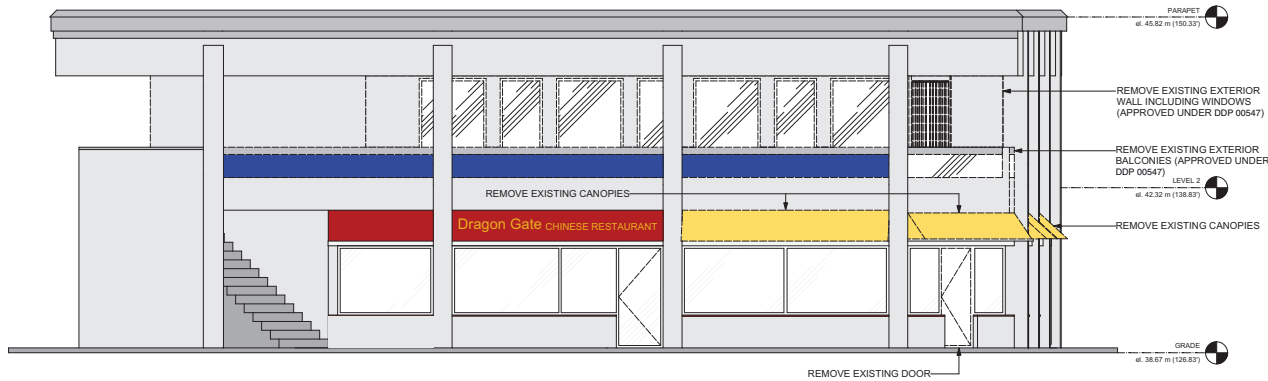 PARAPET
el. 45.82 m (150.33')
REMOVE EXISTING EXTERIOR
WALL INCLUDING WINDOWS
(APPROVED UNDER DDP 00547)
REMOVE EXISTING EXTERIOR
BALCONIES (APPROVED UNDER
DDP 00547)
LEVEL 2
el. 42.32 m (138.83')
REMOVE EXISTING CANOPIES
REMOVE EXISTING CANOPIES
Dragon Gate CHINESE RESTAURANT
GRADE
el. 38.67 m (126.83')
REMOVE EXISTING DOOR